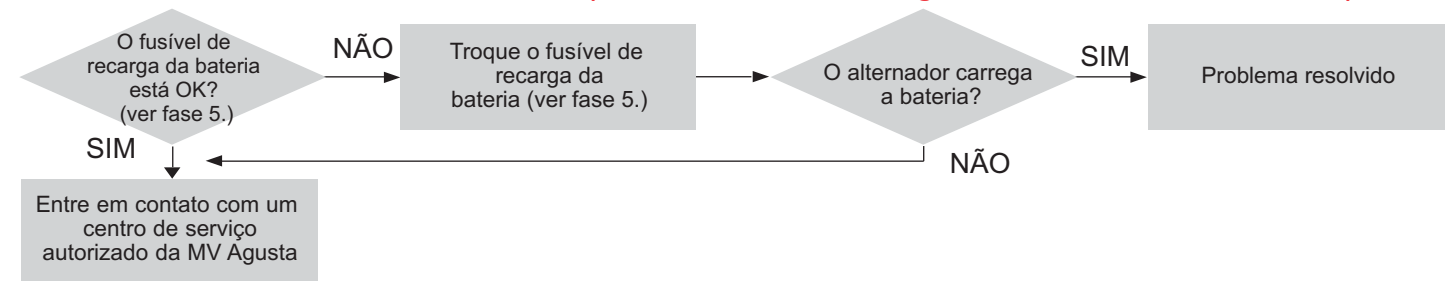 O fusível de
recarga da bateria
está OK?
(ver fase 5.)
NÃO
Troque o fusível de
recarga da
bateria (ver fase 5.)
O alternador carrega
a bateria?
SIM
Problema resolvido
SIM
NÃO
Entre em contato com um
centro de serviço
autorizado da MV Agusta